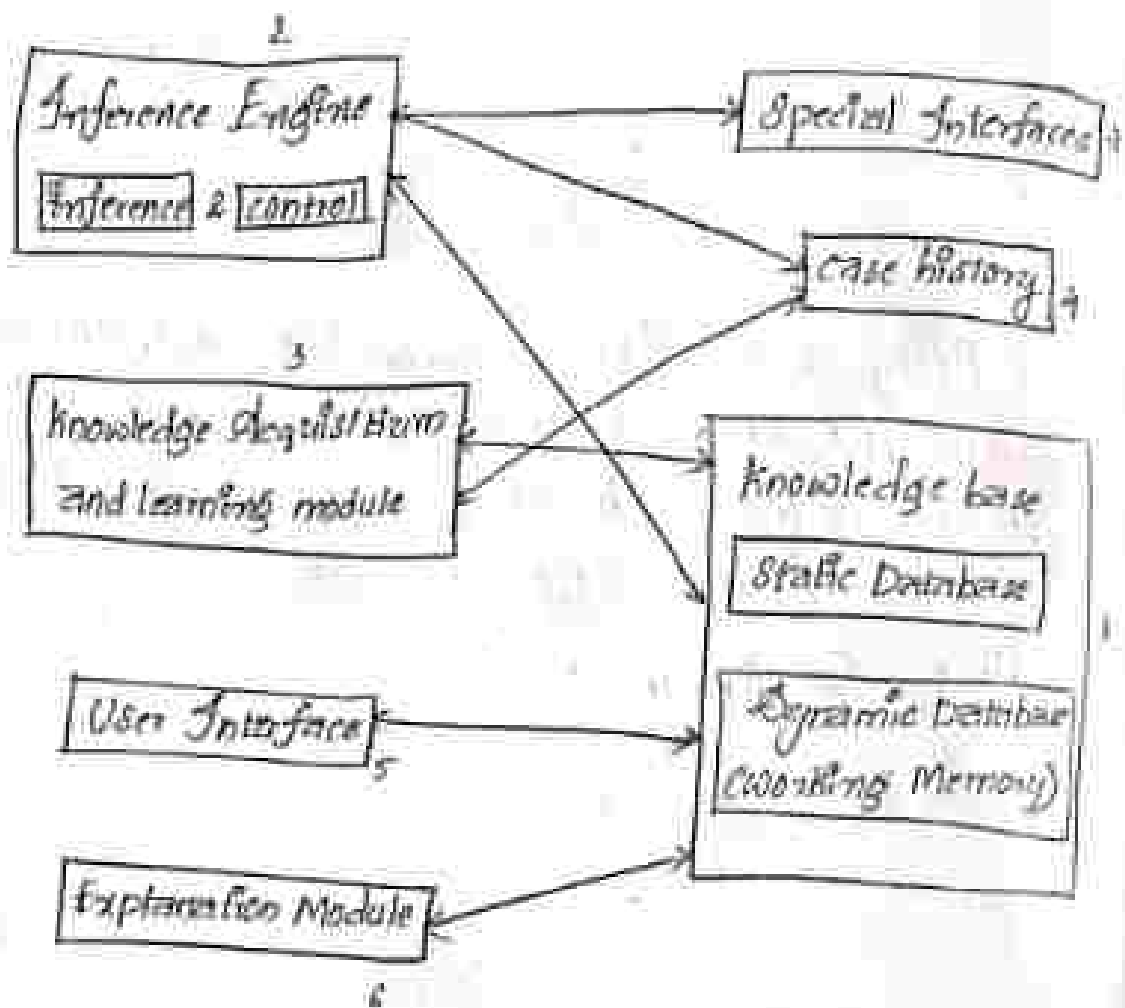 2
Inference Engine
Inference & control
Special Interfaces
case history
4
3
Knowledge Acquisition
and learning module
Knowledge base
Static Database
1
Dynamic Databae
(Working Memory)
User Interface
5
Explanation Module
6